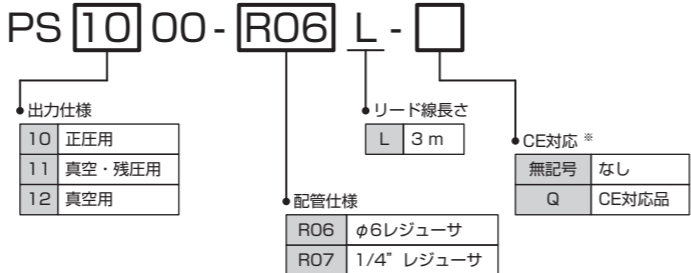 PS 10 00 - R06 L - 
出力仕様
10 正圧用
11 真空・残圧用
12 真空用
リード線長さ
L 3 m
CE対応 ※
無記号 なし
Q CE対応品
配管仕様
R06 φ6レジューサ
R07 1/4” レジューサ